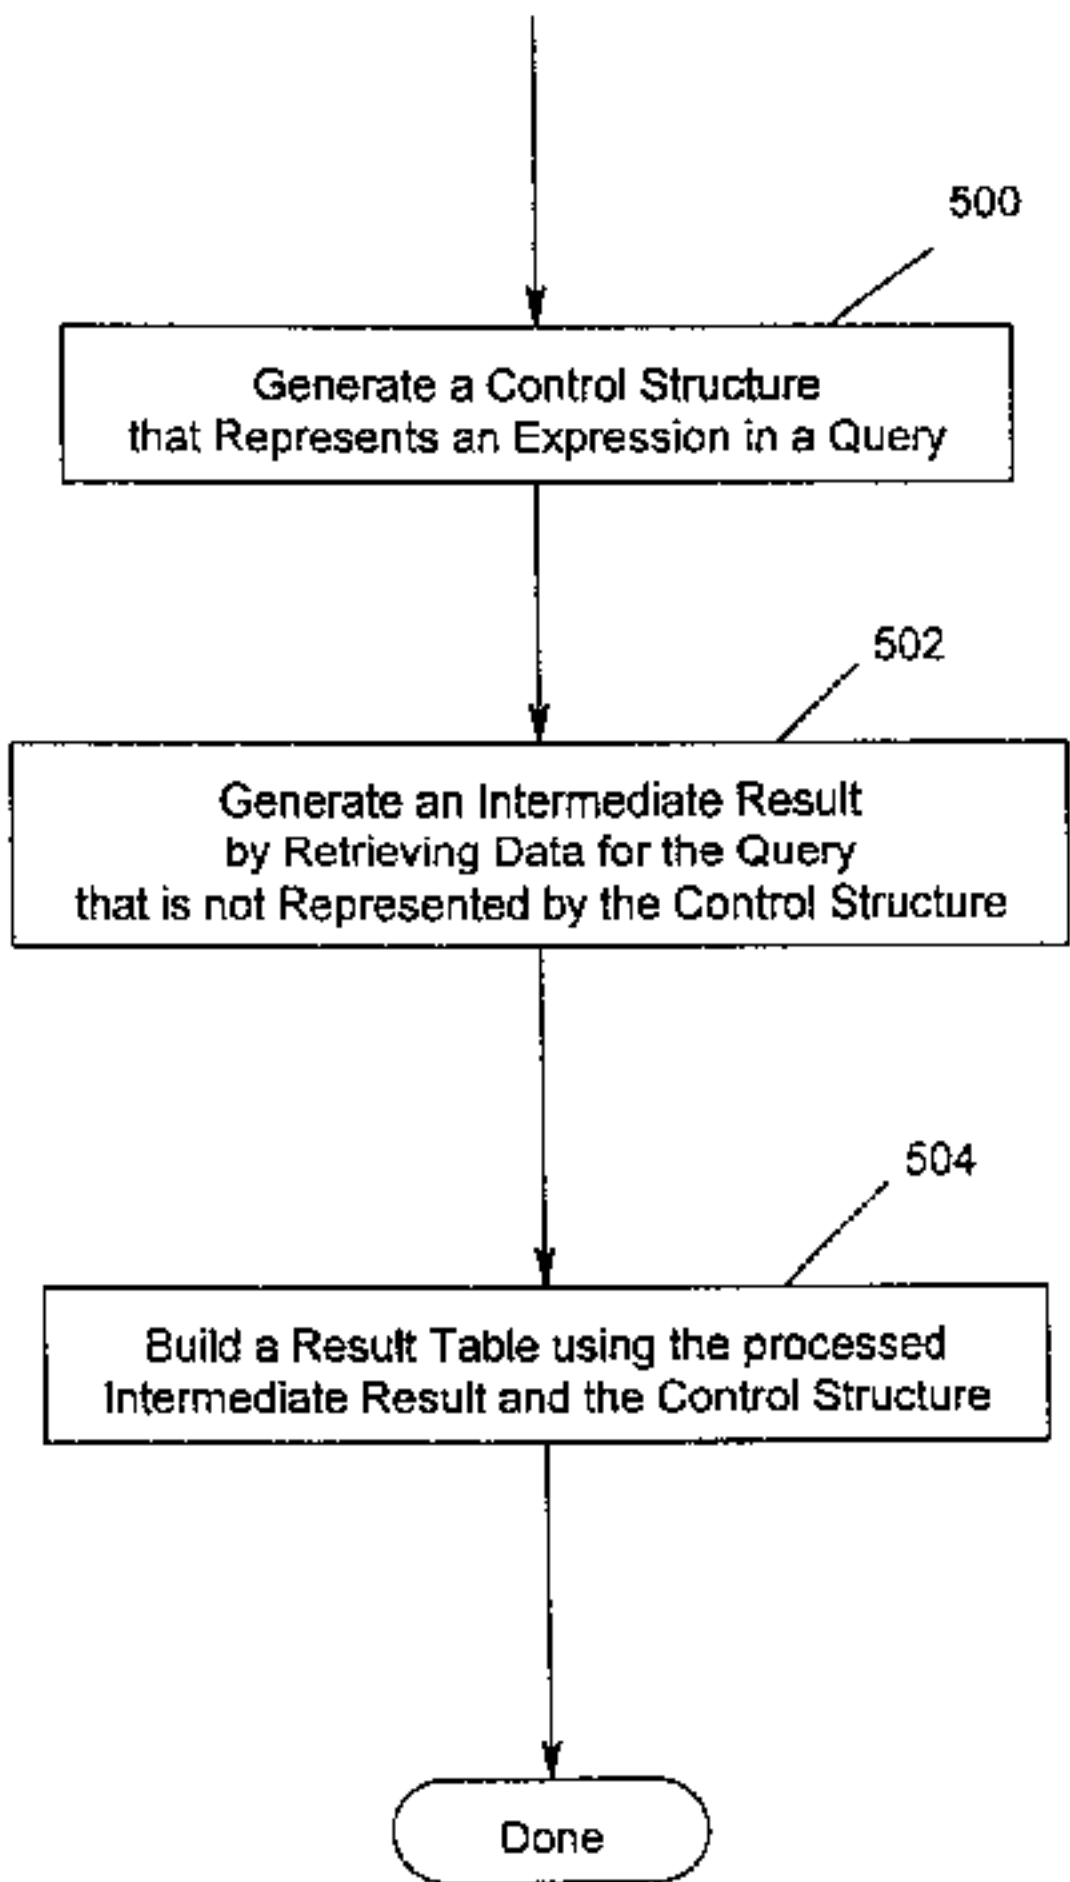 500
Generate a Control Structure
that Represents an Expression in a Query
502
Generate an Intermediate Result
by Retrieving Data for the Query
that is not Represented by the Control Structure
504
Build a Result Table using the processed
Intermediate Result and the Control Structure
Done